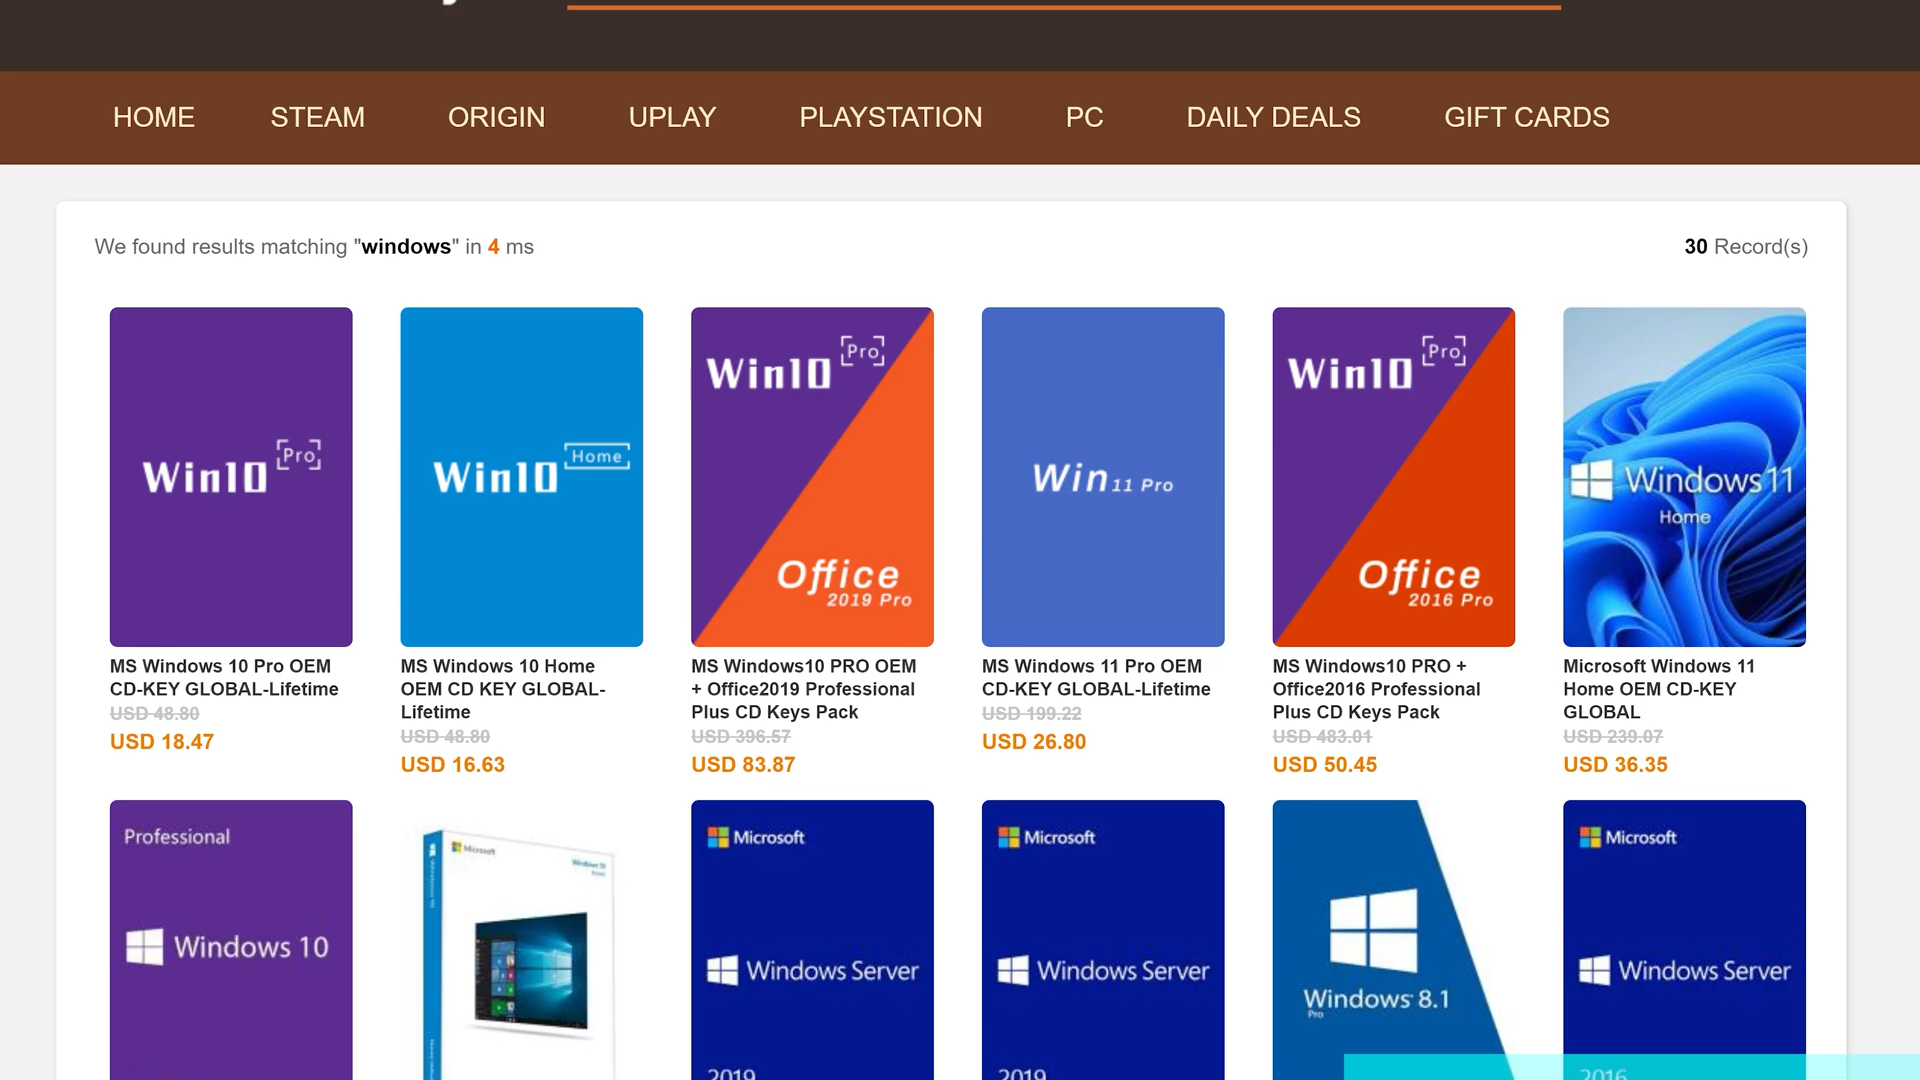 HOME STEAM ORIGIN UPLAY PLAYSTATION PC DAILY DEALS GIFT CARDS
We found results matching "windows" in 4 ms
30 Record(s)
Win10 Pro
Win10 Home
Win10 Pro
Office
2019 Pro
Win 11 Pro
Win10 Pro
Office
2016 Pro
Windows 11
Home
MS Windows 10 Pro OEM
CD-KEY GLOBAL-Lifetime
USD 48.80
USD 18.47
MS Windows 10 Home
OEM CD KEY GLOBAL-
Lifetime
USD 48.80
USD 16.63
MS Windows10 PRO OEM
+ Office2019 Professional
Plus CD Keys Pack
USD 396.57
USD 83.87
MS Windows 11 Pro OEM
CD-KEY GLOBAL-Lifetime
USD 199.22
USD 26.80
MS Windows10 PRO +
Office2016 Professional
Plus CD Keys Pack
USD 483.01
USD 50.45
Microsoft Windows 11
Home OEM CD-KEY
GLOBAL
USD 239.07
USD 36.35
Professional
Windows 10
Microsoft
Windows 10
Home
Microsoft
Windows Server
2019
Microsoft
Windows Server
2019
Windows 8.1
Pro
Microsoft
Windows Server
2016